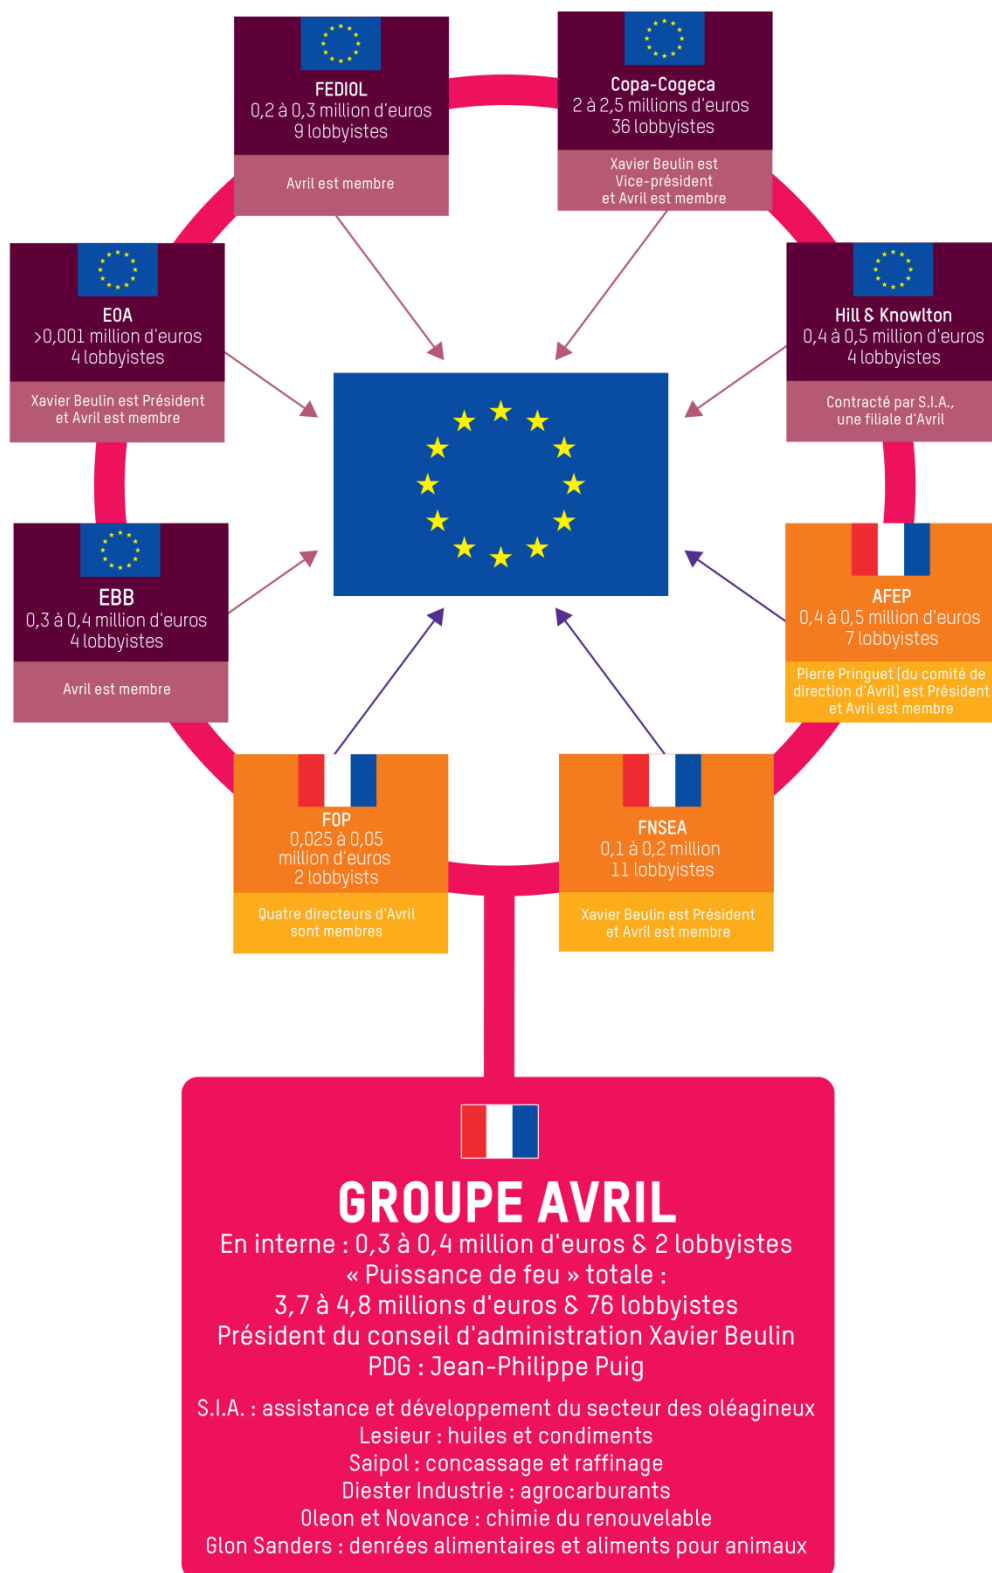 FEDIOL
0,2 à 0,3 million d'euros
9 lobbyistes
Avril est membre
Copa-Cogeca
2 à 2,5 millions d'euros
36 lobbyistes
Xavier Beulin est
Vice-président
et Avril est membre
EOA
>0,001 million d'euros
4 lobbyistes
Xavier Beulin est Président
et Avril est membre
Hill & Knowlton
0,4 à 0,5 million d'euros
4 lobbyistes
Contracté par S.I.A.,
une filiale d'Avril
EBB
0,3 à 0,4 million d'euros
4 lobbyistes
Avril est membre
AFEP
0,4 à 0,5 million d'euros
7 lobbyistes
Pierre Pringuet [du comité de
direction d'Avril] est Président
et Avril est membre
FOP
0,025 à 0,05
million d'euros
2 lobbyists
Quatre directeurs d'Avril
sont membres
FNSEA
0,1 à 0,2 million
11 lobbyistes
Xavier Beulin est Président
et Avril est membre
GROUPE AVRIL
En interne : 0,3 à 0,4 million d'euros & 2 lobbyistes
« Puissance de feu » totale :
3,7 à 4,8 millions d'euros & 76 lobbyistes
Président du conseil d'administration Xavier Beulin
PDG : Jean-Philippe Puig
S.I.A. : assistance et développement du secteur des oléagineux
Lesieur : huiles et condiments
Saipol : concassage et raffinage
Diester Industrie : agrocarburants
Oleon et Novance : chimie du renouvelable
Glon Sanders : denrées alimentaires et aliments pour animaux